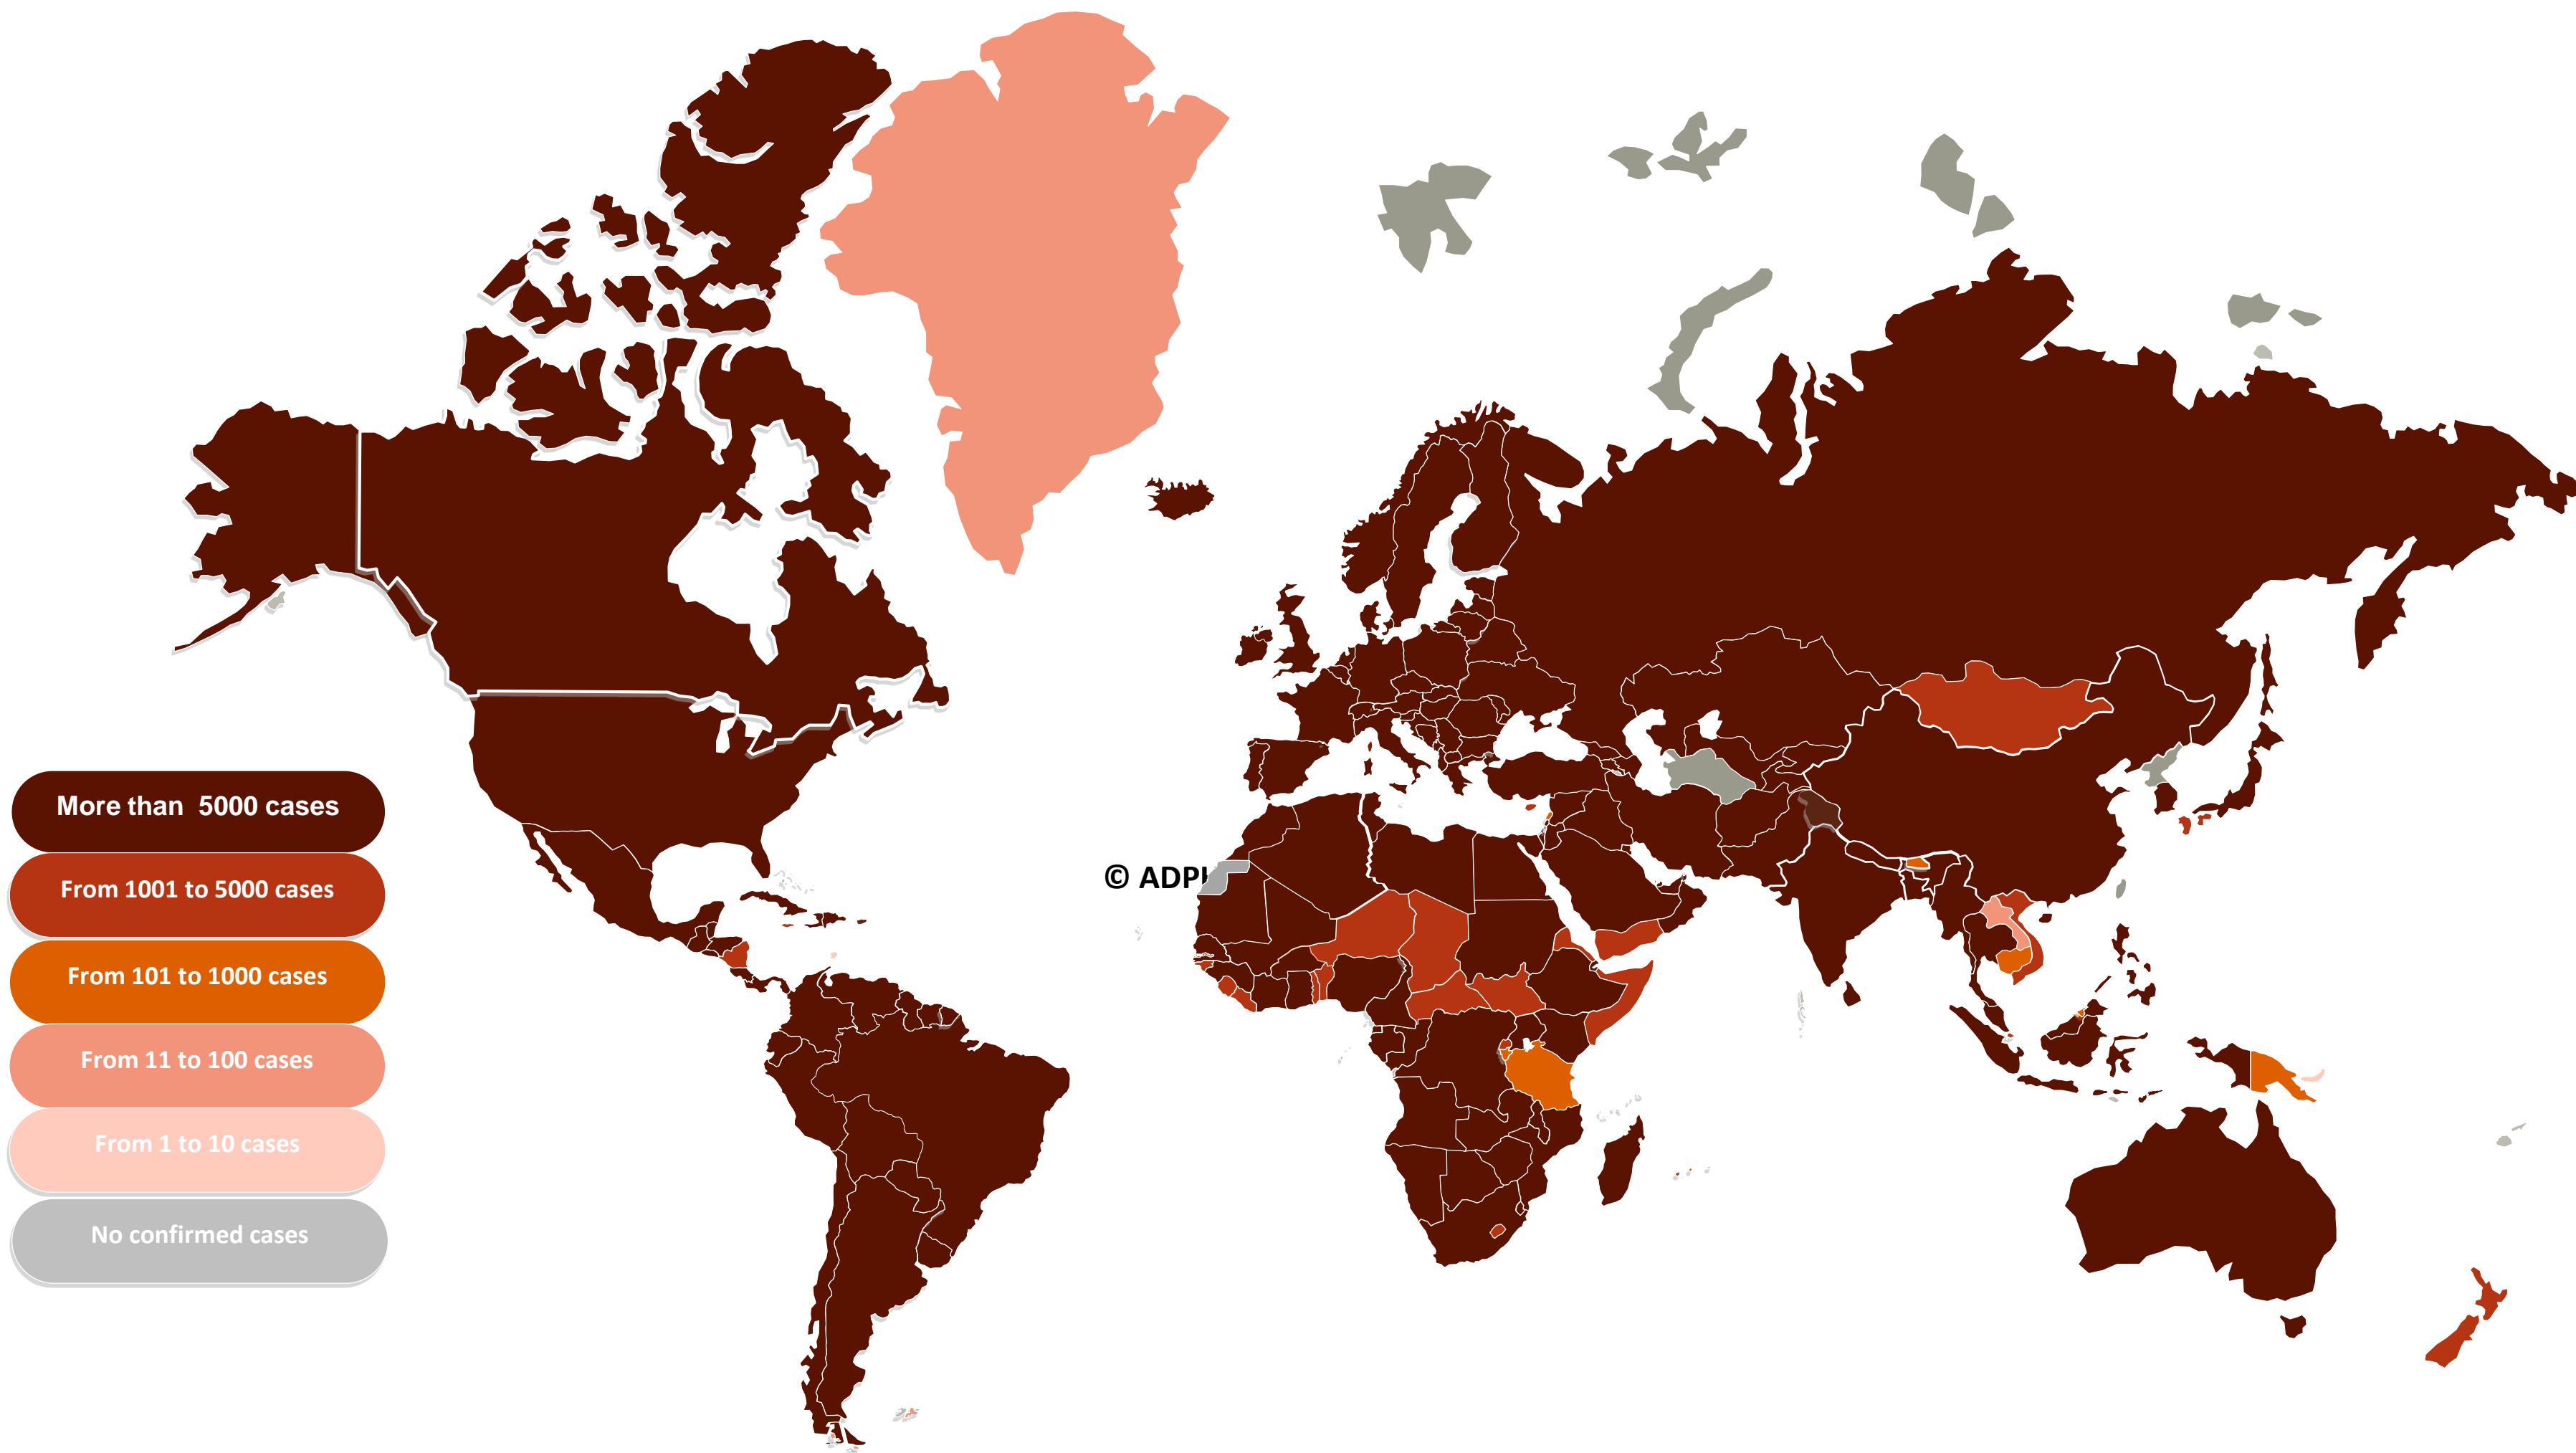 More than  5000 cases
© ADPH
From 1001 to 5000 cases
From 101 to 1000 cases
From 11 to 100 cases
From 1 to 10 cases
No confirmed cases